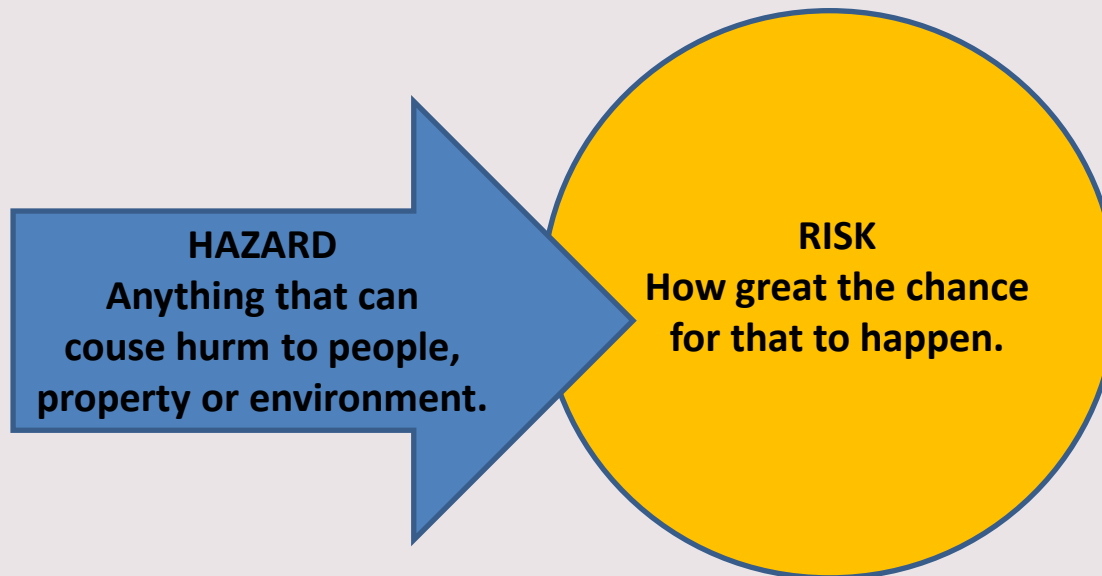 HAZARD
Anything that can
couse hurm to people,
property or environment.
RISK
How great the chance
for that to happen.